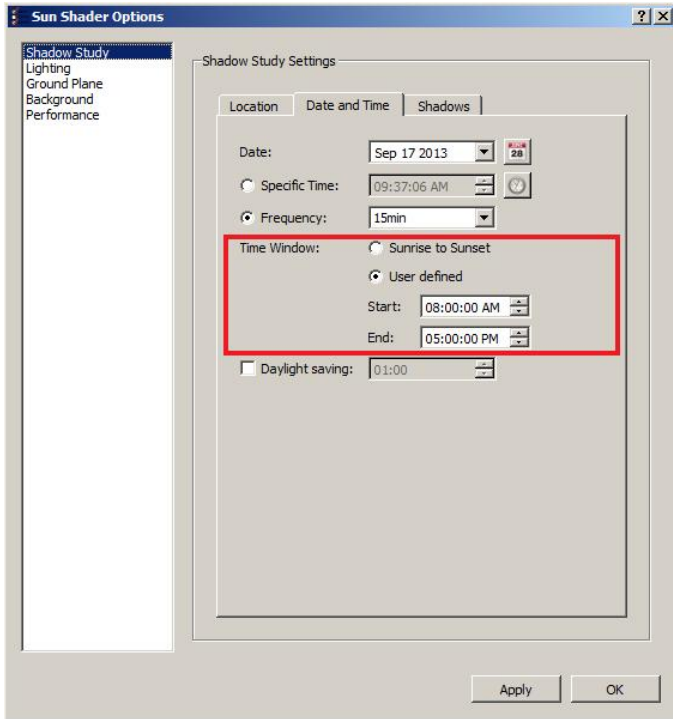 Sun Shader Options
Shadow Study
Lighting
Ground Plane
Background
Performance
Shadow Study Settings
Location Date and Time Shadows
Date: Sep 17 2013 28
Specific Time: 09:37:06 AM
Frequency: 15min
Time Window: Sunrise to Sunset
User defined
Start: 08:00:00 AM
End: 05:00:00 PM
Daylight saving: 01:00
Apply OK